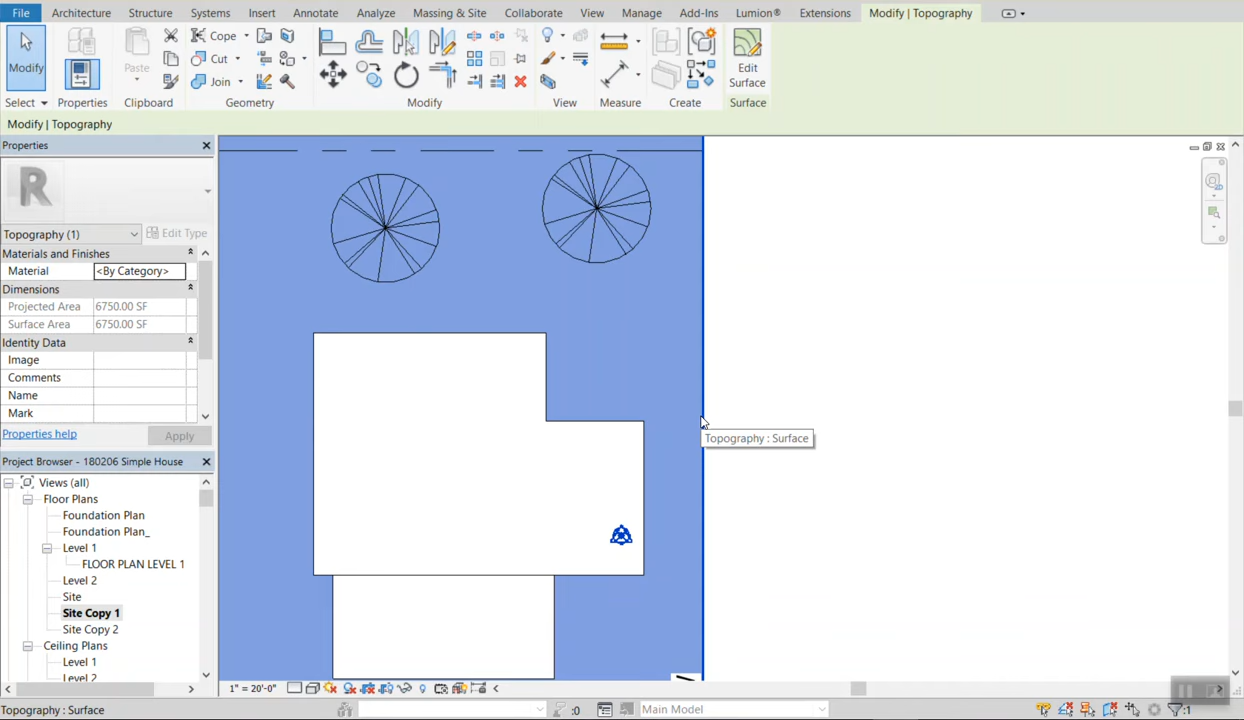 File Architecture Structure Systems Insert Annotate Analyze Massing & Site Collaborate View Manage Add-Ins Lumion® Extensions Modify | Topography
Cope
Modify Paste Cut Edit
Join Surface
Select Properties Clipboard Geometry Modify View Measure Create Surface
Modify | Topography
Properties
R
Topography (1) Edit Type
Materials and Finishes
Material <By Category>
Dimensions
Projected Area 6750.00 SF
Surface Area 6750.00 SF
Identity Data
Image
Comments
Name
Mark
Properties help Apply
Topography : Surface
Project Browser - 180206 Simple House
Views (all)
Floor Plans
Foundation Plan
Foundation Plan_
Level 1
FLOOR PLAN LEVEL 1
Level 2
Site
Site Copy 1
Site Copy 2
Ceiling Plans
Level 1
Level 2
1" = 20'-0"
Topography : Surface :0 Main Model :1